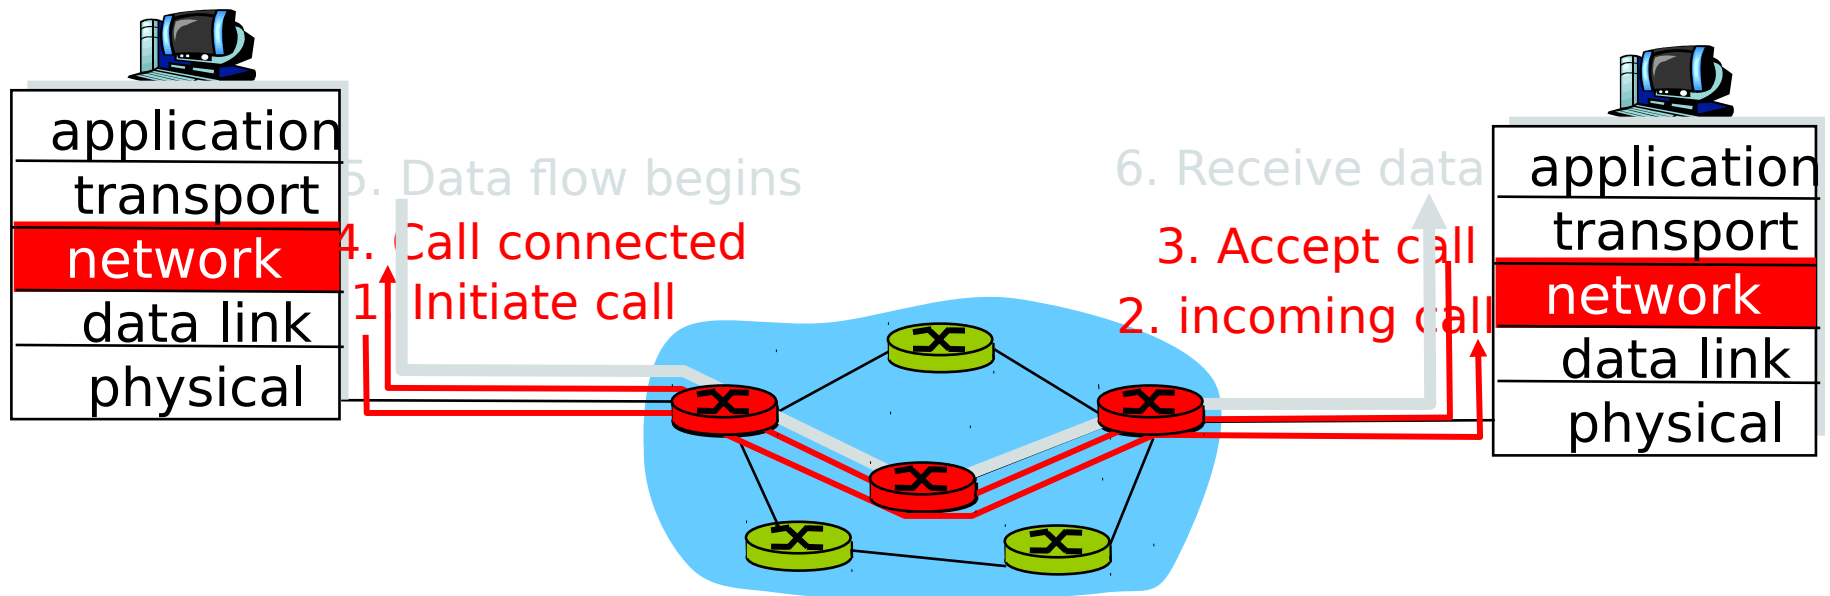 application
transport
network
data link
physical
5. Data flow begins
4. Call connected
1. Initiate call
6. Receive data
3. Accept call
2. incoming call
application
transport
network
data link
physical